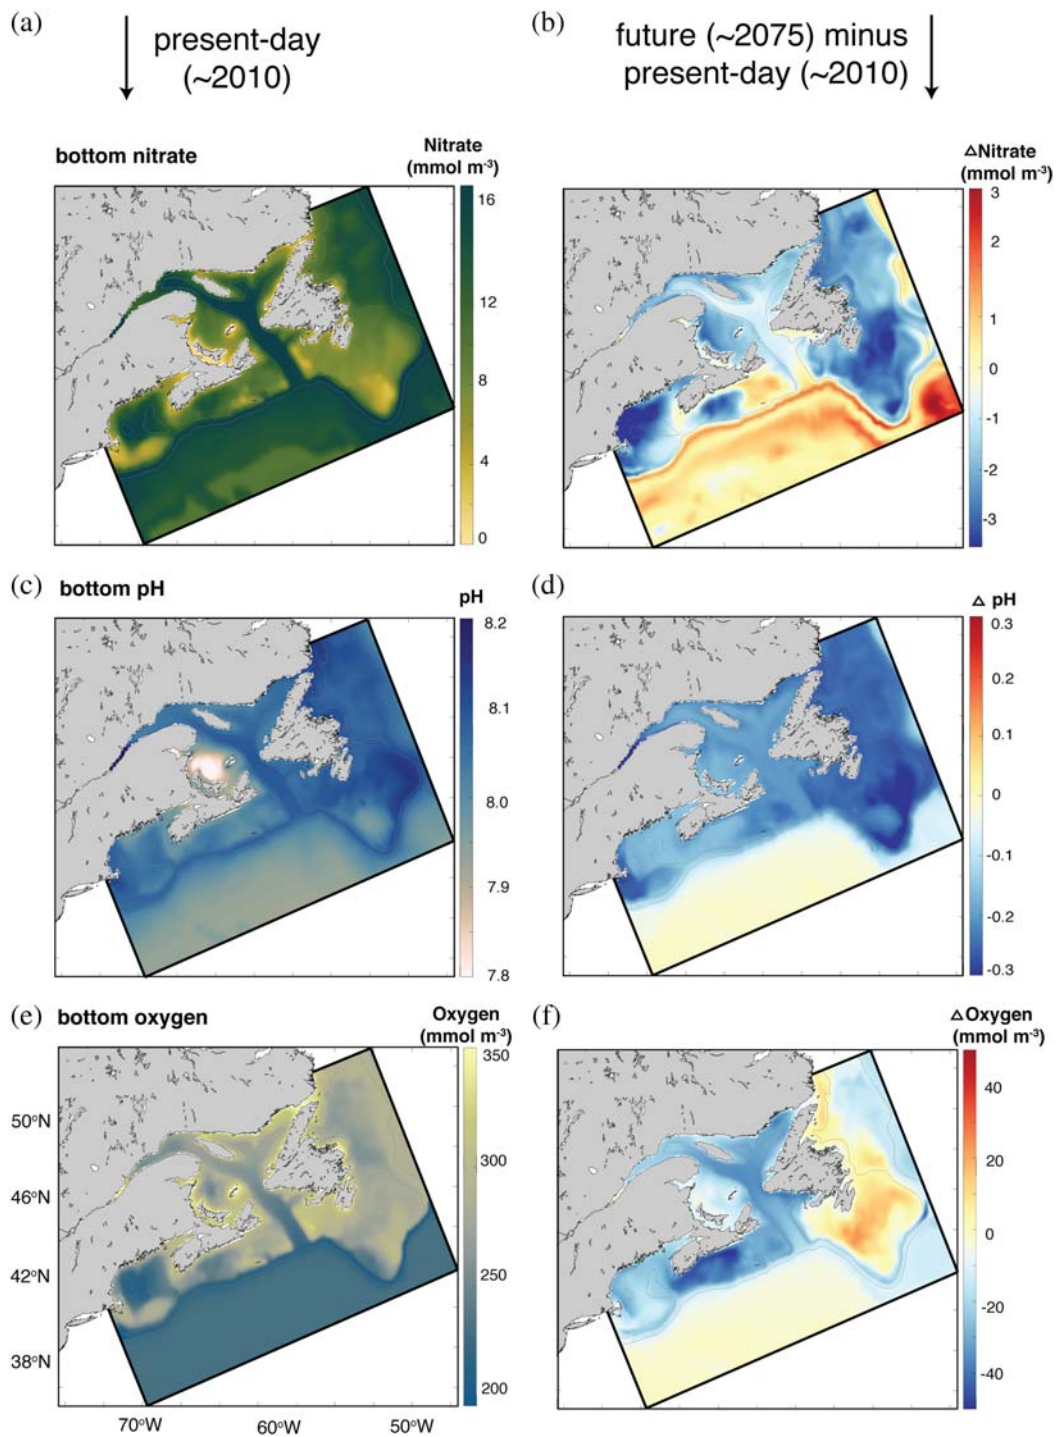 (a)
present-day
(~2010)
(b)
future (~2075) minus
present-day (~2010)
bottom nitrate
Nitrate
(mmol m⁻³)
16
12
8
4
0
△Nitrate
(mmol m⁻³)
3
2
1
0
-1
-2
-3
(c)
bottom pH
pH
8.2
8.1
8.0
7.9
7.8
(d)
△ pH
0.3
0.2
0.1
0
-0.1
-0.2
-0.3
(e)
bottom oxygen
Oxygen
(mmol m⁻³)
350
300
250
200
50°N
46°N
42°N
38°N
70°W
60°W
50°W
(f)
△Oxygen
(mmol m⁻³)
40
20
0
-20
-40